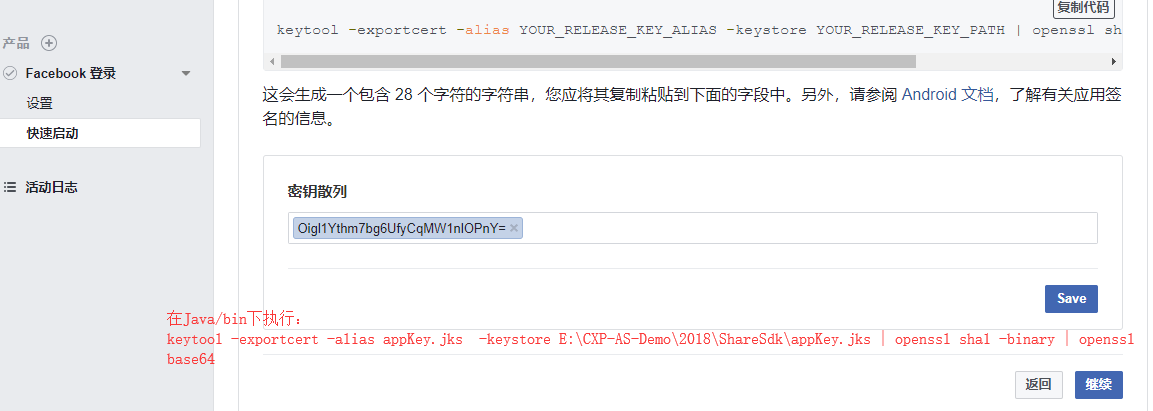 复制代码
keytool -exportcert -alias YOUR_RELEASE_KEY_ALIAS -keystore YOUR_RELEASE_KEY_PATH | openssl sh
产品
Facebook 登录
设置
快速启动
活动日志
这会生成一个包含 28 个字符的字符串，您应将其复制粘贴到下面的字段中。另外，请参阅 Android 文档，了解有关应用签
名的信息。
密钥散列
Oigl1Ythm7bg6UfyCqMW1nlOPnY=
Save
在Java/bin下执行：
keytool -exportcert -alias appKey.jks  -keystore E:\CXP-AS-Demo\2018\ShareSdk\appKey.jks | openssl sha1 -binary | openssl
base64
返回
继续